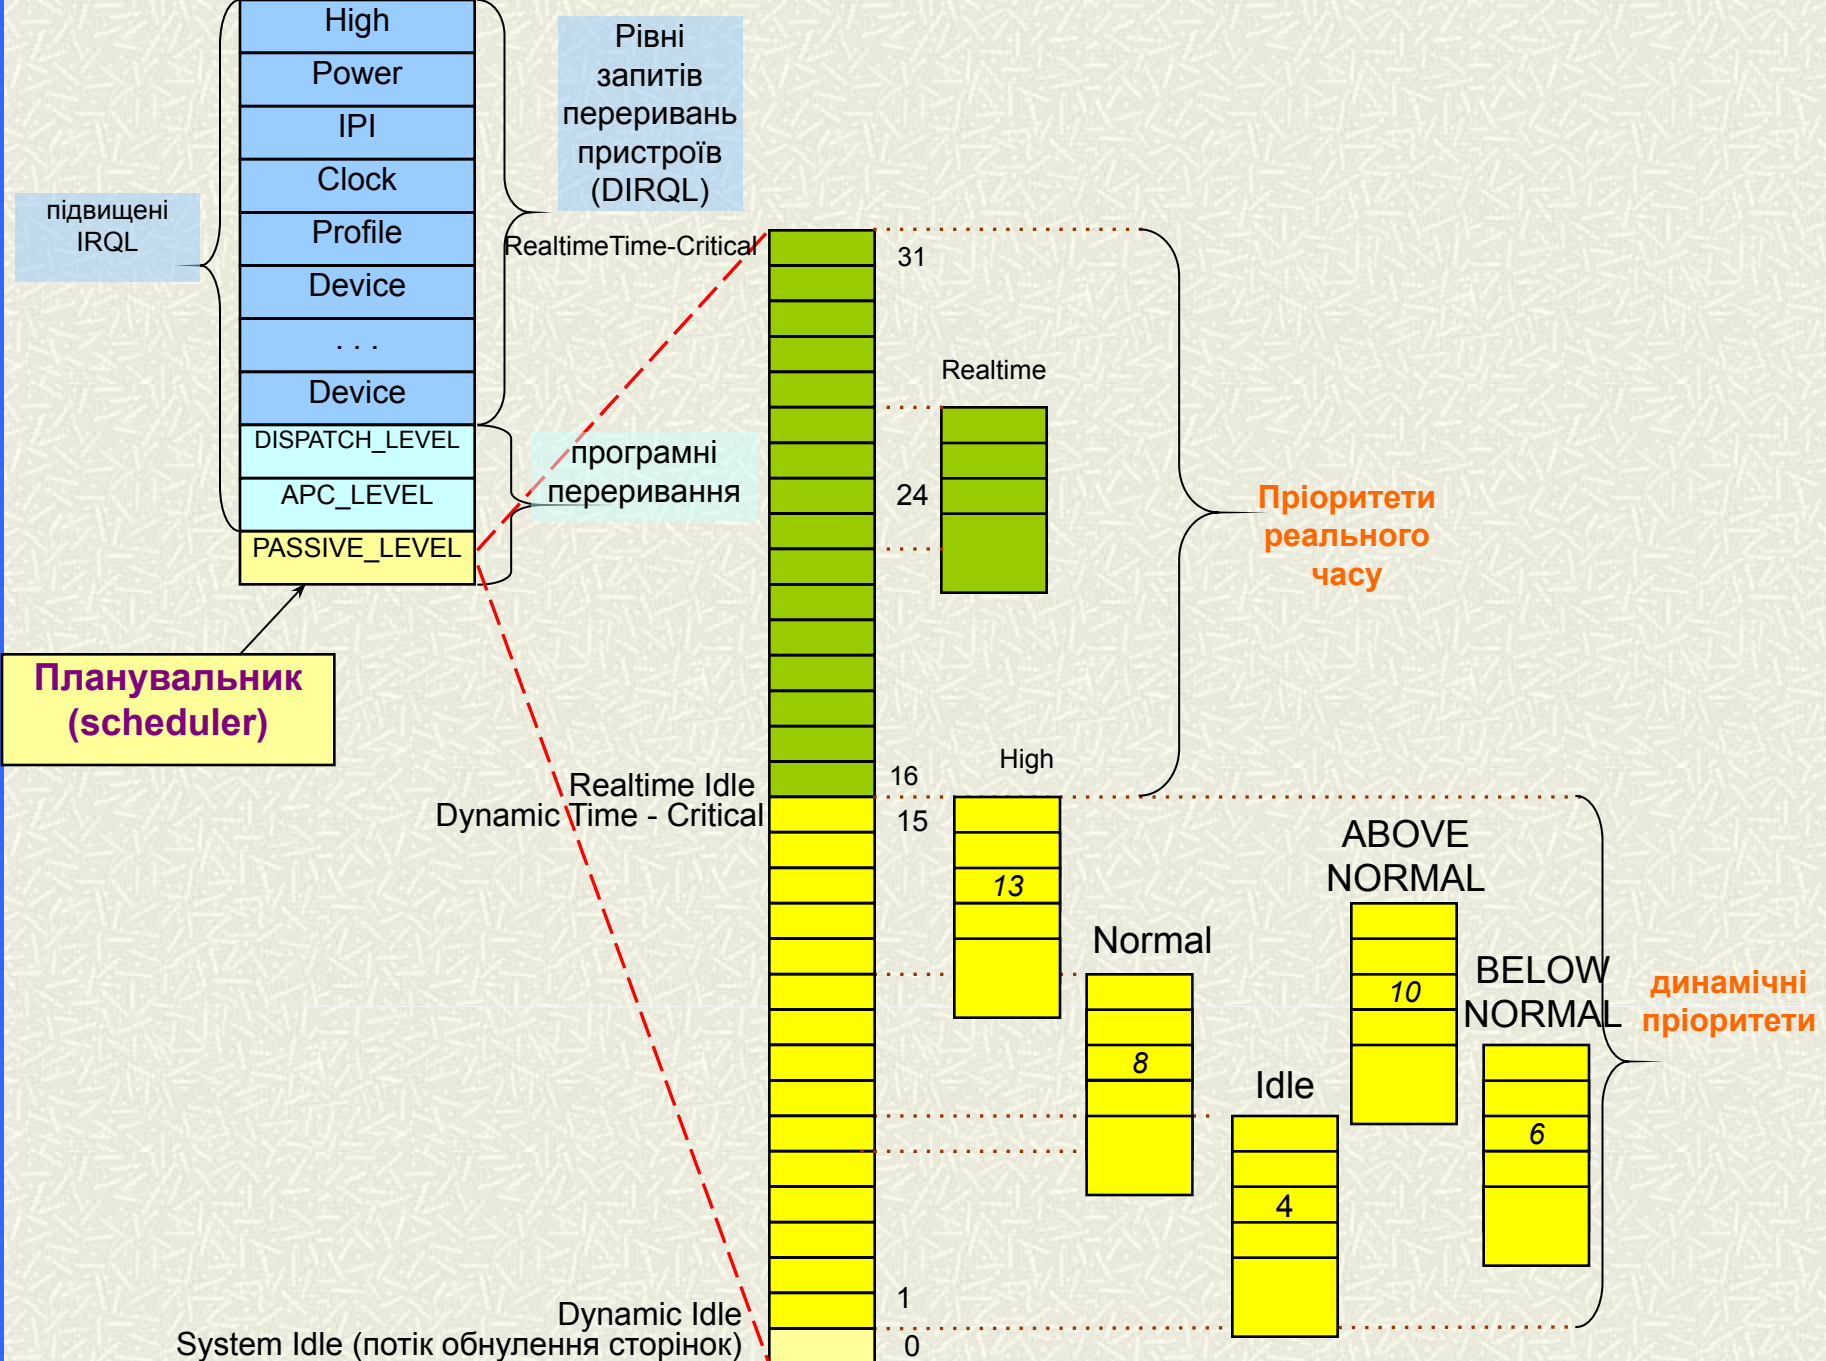 High
Power
IPI
Clock
Profile
Device
. . .
Device
DISPATCH_LEVEL
APC_LEVEL
PASSIVE_LEVEL
підвищені
IRQL
Рівні
запитів
переривань
пристроїв
(DIRQL)
програмні
переривання
Планувальник
(scheduler)
RealtimeTime-Critical
31
Realtime
24
Пріоритети
реального
часу
Realtime Idle
16
Dynamic Time - Critical
15
High
13
Normal
8
Idle
4
ABOVE
NORMAL
10
BELOW
NORMAL
6
динамічні
пріоритети
Dynamic Idle
1
System Idle (потік обнулення сторінок)
0